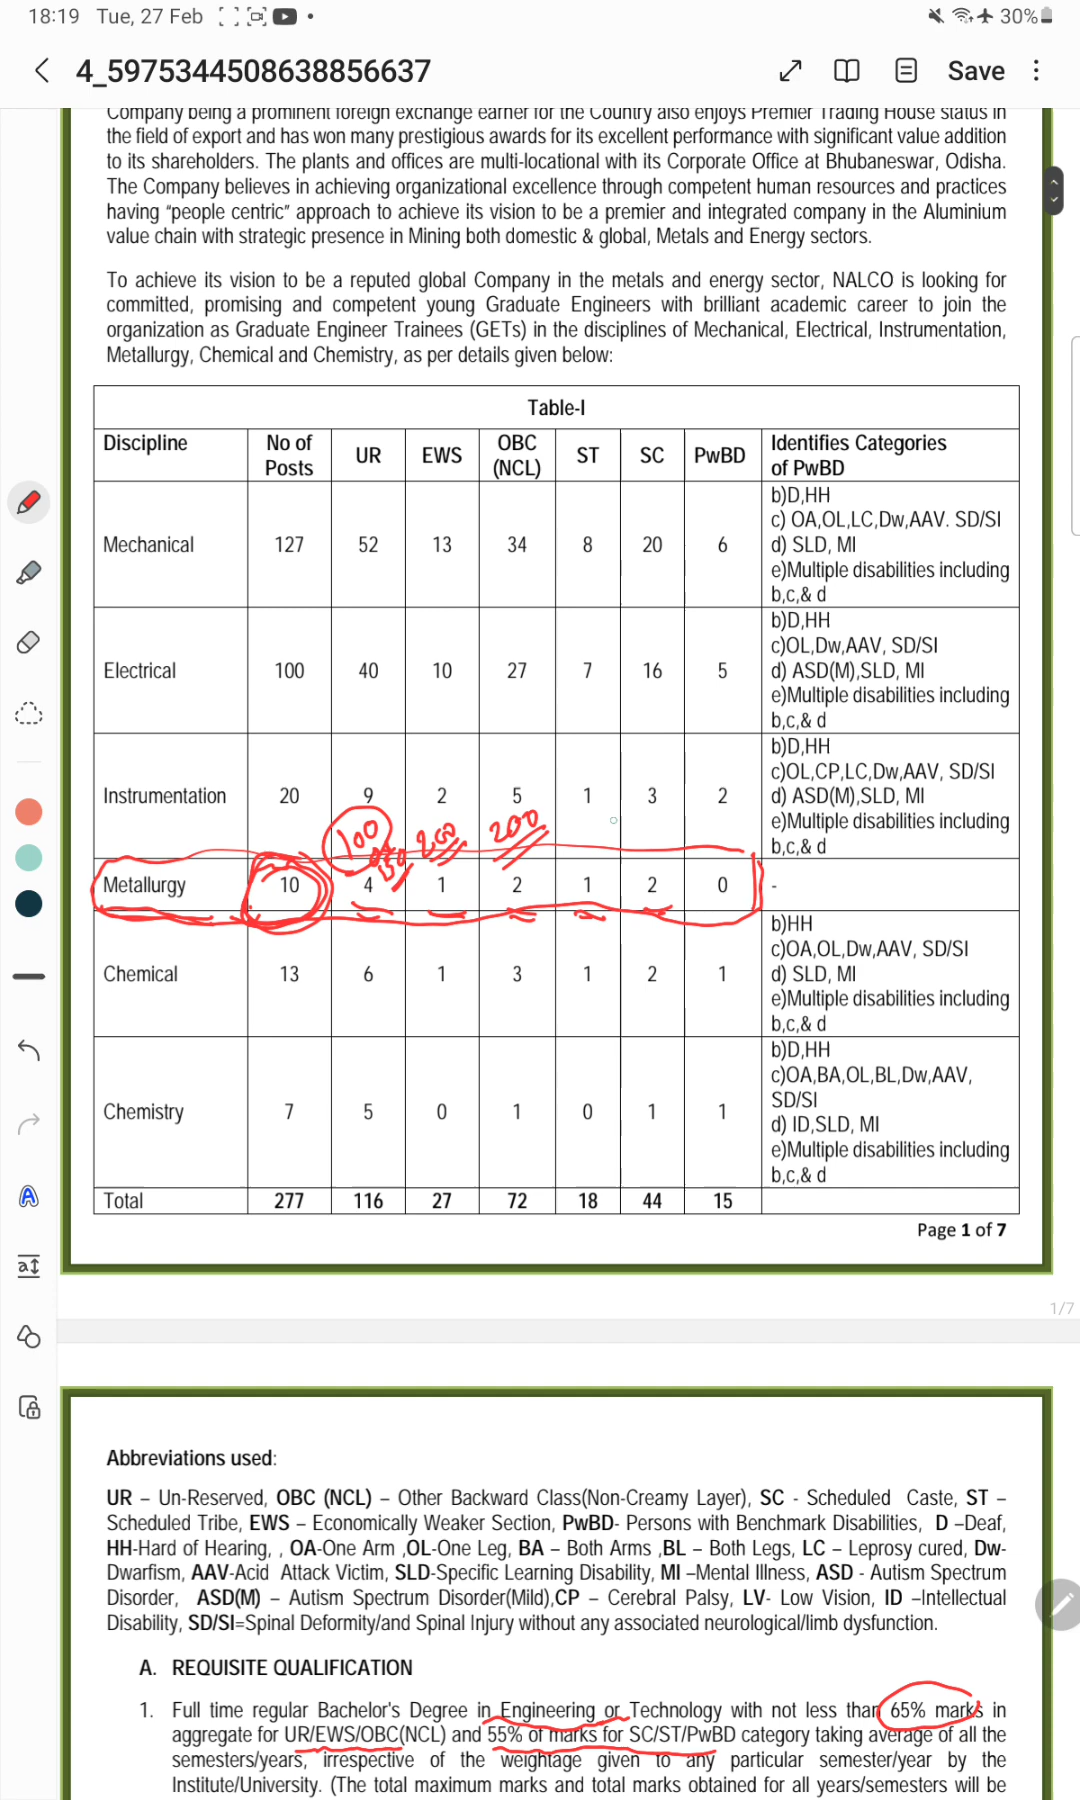 18:19 Tue, 27 Feb
30%
4_5975344508638856637
Save
Company being a prominent foreign exchange earner for the Country also enjoys Premier Trading House status in
the field of export and has won many prestigious awards for its excellent performance with significant value addition
to its shareholders. The plants and offices are multi-locational with its Corporate Office at Bhubaneswar, Odisha.
The Company believes in achieving organizational excellence through competent human resources and practices
having “people centric” approach to achieve its vision to be a premier and integrated company in the Aluminium
value chain with strategic presence in Mining both domestic & global, Metals and Energy sectors.
To achieve its vision to be a reputed global Company in the metals and energy sector, NALCO is looking for
committed, promising and competent young Graduate Engineers with brilliant academic career to join the
organization as Graduate Engineer Trainees (GETs) in the disciplines of Mechanical, Electrical, Instrumentation,
Metallurgy, Chemical and Chemistry, as per details given below:
Table-I
Discipline No of Posts UR EWS OBC (NCL) ST SC PwBD Identifies Categories of PwBD
Mechanical 127 52 13 34 8 20 6
b)D,HH
c) OA,OL,LC,Dw,AAV. SD/SI
d) SLD, MI
e)Multiple disabilities including
b,c,& d
Electrical 100 40 10 27 7 16 5
b)D,HH
c)OL,Dw,AAV, SD/SI
d) ASD(M),SLD, MI
e)Multiple disabilities including
b,c,& d
Instrumentation 20 9 2 5 1 3 2
b)D,HH
c)OL,CP,LC,Dw,AAV, SD/SI
d) ASD(M),SLD, MI
e)Multiple disabilities including
b,c,& d
100 200 200
Metallurgy 10 4 1 2 1 2 0 -
Chemical 13 6 1 3 1 2 1
b)HH
c)OA,OL,Dw,AAV, SD/SI
d) SLD, MI
e)Multiple disabilities including
b,c,& d
Chemistry 7 5 0 1 0 1 1
b)D,HH
c)OA,BA,OL,BL,Dw,AAV,
SD/SI
d) ID,SLD, MI
e)Multiple disabilities including
b,c,& d
Total 277 116 27 72 18 44 15
Page 1 of 7
1/7
Abbreviations used:
UR – Un-Reserved, OBC (NCL) – Other Backward Class(Non-Creamy Layer), SC - Scheduled Caste, ST –
Scheduled Tribe, EWS – Economically Weaker Section, PwBD- Persons with Benchmark Disabilities, D –Deaf,
HH-Hard of Hearing, , OA-One Arm ,OL-One Leg, BA – Both Arms ,BL – Both Legs, LC – Leprosy cured, Dw-
Dwarfism, AAV-Acid Attack Victim, SLD-Specific Learning Disability, MI –Mental Illness, ASD - Autism Spectrum
Disorder, ASD(M) – Autism Spectrum Disorder(Mild),CP – Cerebral Palsy, LV- Low Vision, ID –Intellectual
Disability, SD/SI=Spinal Deformity/and Spinal Injury without any associated neurological/limb dysfunction.
A. REQUISITE QUALIFICATION
1. Full time regular Bachelor's Degree in Engineering or Technology with not less than 65% marks in
aggregate for UR/EWS/OBC(NCL) and 55% of marks for SC/ST/PwBD category taking average of all the
semesters/years, irrespective of the weightage given to any particular semester/year by the
Institute/University. (The total maximum marks and total marks obtained for all years/semesters will be